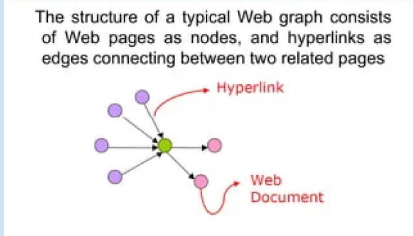 The structure of a typical Web graph consists
of Web pages as nodes, and hyperlinks as
edges connecting between two related pages
Hyperlink
Web
Document